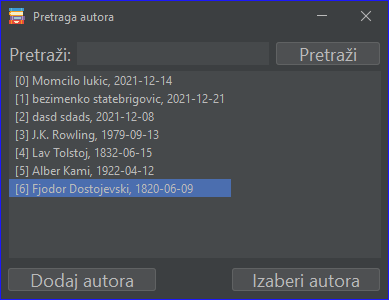 Pretraga autora
Pretraži: Pretraži
[0] Momcilo lukic, 2021-12-14
[1] bezimenko statebrigovic, 2021-12-21
[2] dasd sdads, 2021-12-08
[3] J.K. Rowling, 1979-09-13
[4] Lav Tolstoj, 1832-06-15
[5] Alber Kami, 1922-04-12
[6] Fjodor Dostojevski, 1820-06-09
Dodaj autora Izaberi autora